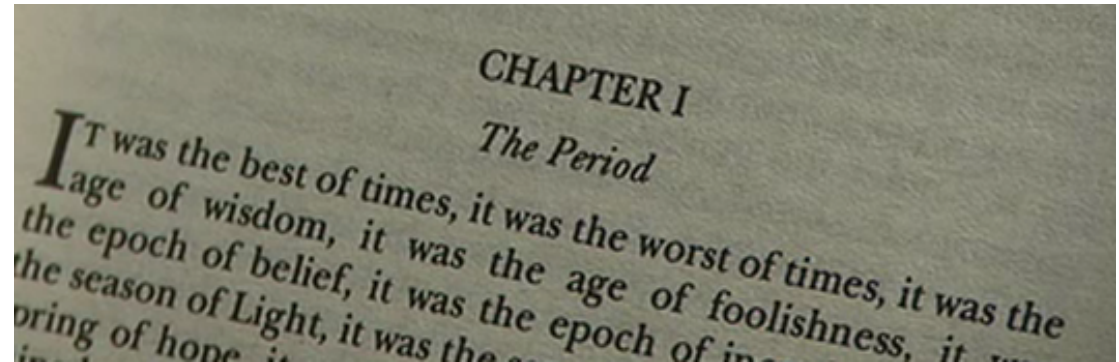 CHAPTER I
The Period
IT was the best of times, it was the worst of times, it was the
age of wisdom, it was the age of foolishness, it
the epoch of belief, it was the epoch of
the season of Light, it was the
of hope,